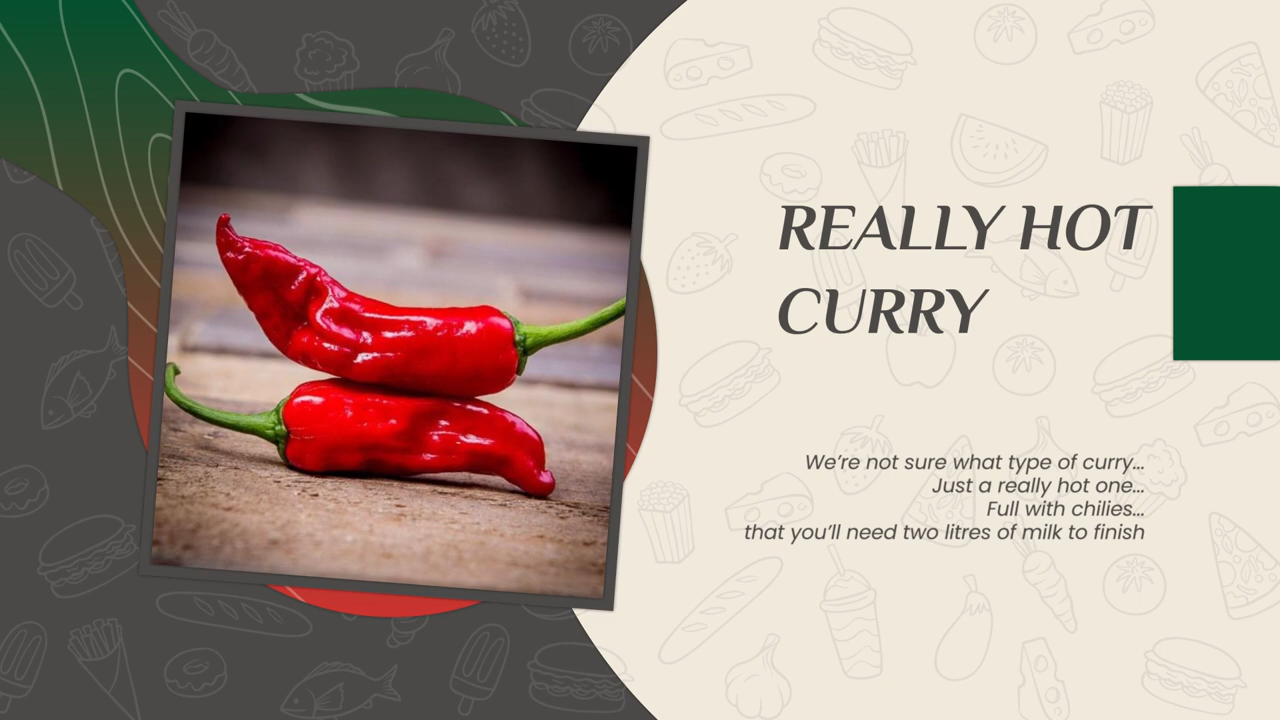 REALLY HOT
CURRY
We're not sure what type of curry...
Just a really hot one...
Full with chilies...
that you'll need two litres of milk to finish